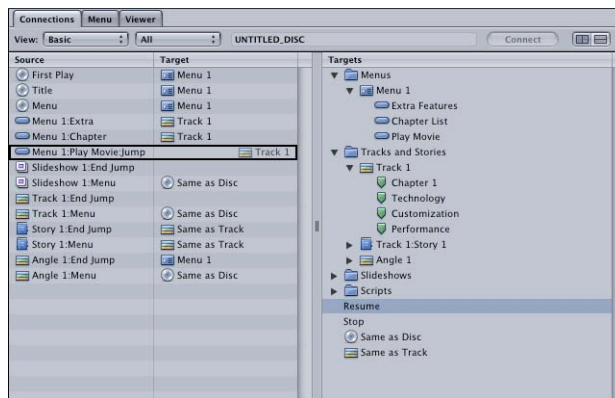 Connections Menu Viewer
View: Basic All UNTITLED_DISC Connect
Source Target
First Play Menu 1
Title Menu 1
Menu Menu 1
Menu 1:Extra Track 1
Menu 1:Chapter Track 1
Menu 1:Play Movie:Jump Track 1
Slideshow 1:End Jump
Slideshow 1:Menu Same as Disc
Track 1:End Jump
Track 1:Menu Same as Disc
Story 1:End Jump Same as Track
Story 1:Menu Same as Track
Angle 1:End Jump Menu 1
Angle 1:Menu Same as Disc
Targets
Menus
Menu 1
Extra Features
Chapter List
Play Movie
Tracks and Stories
Track 1
Chapter 1
Technology
Customization
Performance
Track 1:Story 1
Angle 1
Slideshows
Scripts
Resume
Stop
Same as Disc
Same as Track